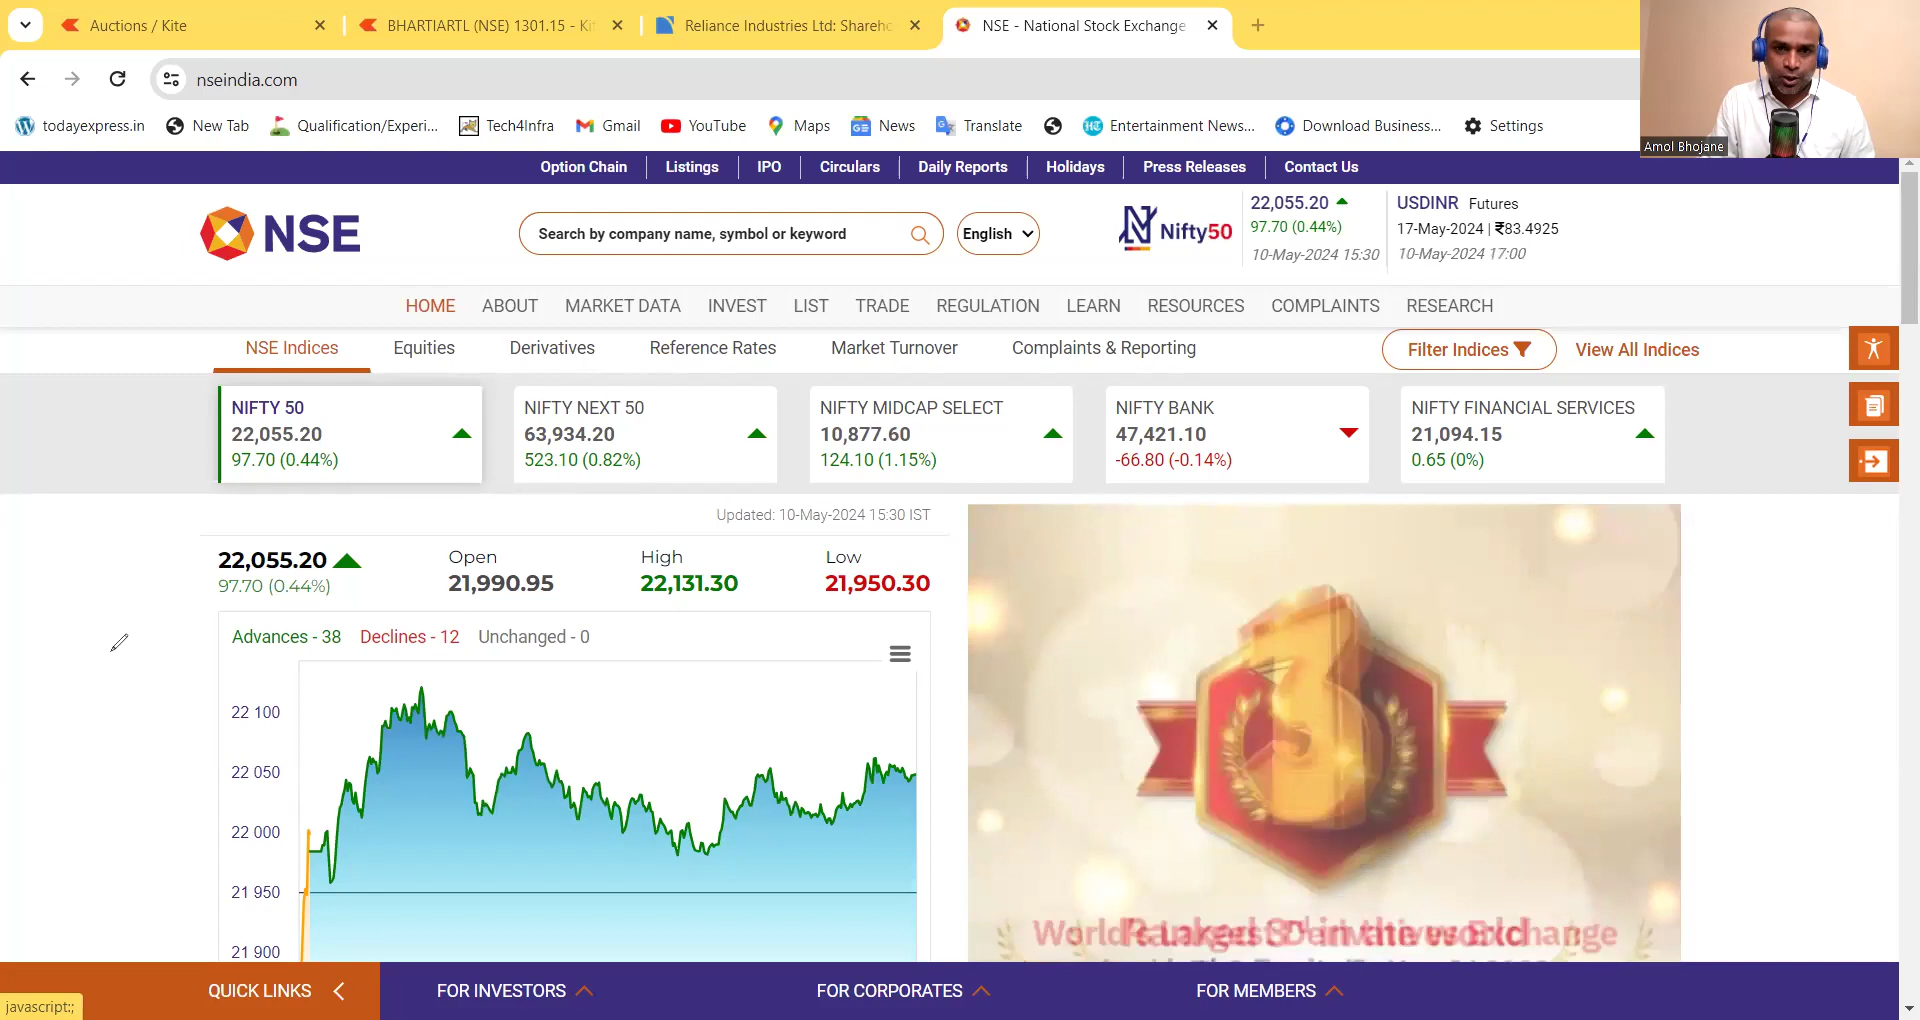 Auctions / Kite
BHARTIARTL (NSE) 1301.15 - Ki
Reliance Industries Ltd: Shareho
NSE - National Stock Exchange
nseindia.com
todayexpress.in
New Tab
Qualification/Experi...
Tech4Infra
Gmail
YouTube
Maps
News
Translate
Entertainment News...
Download Business...
Settings
Amol Bhojane
Option Chain
Listings
IPO
Circulars
Daily Reports
Holidays
Press Releases
Contact Us
NSE
Search by company name, symbol or keyword
English
Nifty50
22,055.20
97.70 (0.44%)
10-May-2024 15:30
USDINR Futures
17-May-2024 | ₹83.4925
10-May-2024 17:00
HOME
ABOUT
MARKET DATA
INVEST
LIST
TRADE
REGULATION
LEARN
RESOURCES
COMPLAINTS
RESEARCH
NSE Indices
Equities
Derivatives
Reference Rates
Market Turnover
Complaints & Reporting
Filter Indices
View All Indices
NIFTY 50
22,055.20
97.70 (0.44%)
NIFTY NEXT 50
63,934.20
523.10 (0.82%)
NIFTY MIDCAP SELECT
10,877.60
124.10 (1.15%)
NIFTY BANK
47,421.10
-66.80 (-0.14%)
NIFTY FINANCIAL SERVICES
21,094.15
0.65 (0%)
Updated: 10-May-2024 15:30 IST
22,055.20
97.70 (0.44%)
Open
21,990.95
High
22,131.30
Low
21,950.30
Advances - 38
Declines - 12
Unchanged - 0
22 100
22 050
22 000
21 950
21 900
QUICK LINKS
FOR INVESTORS
FOR CORPORATES
FOR MEMBERS
javascript:;